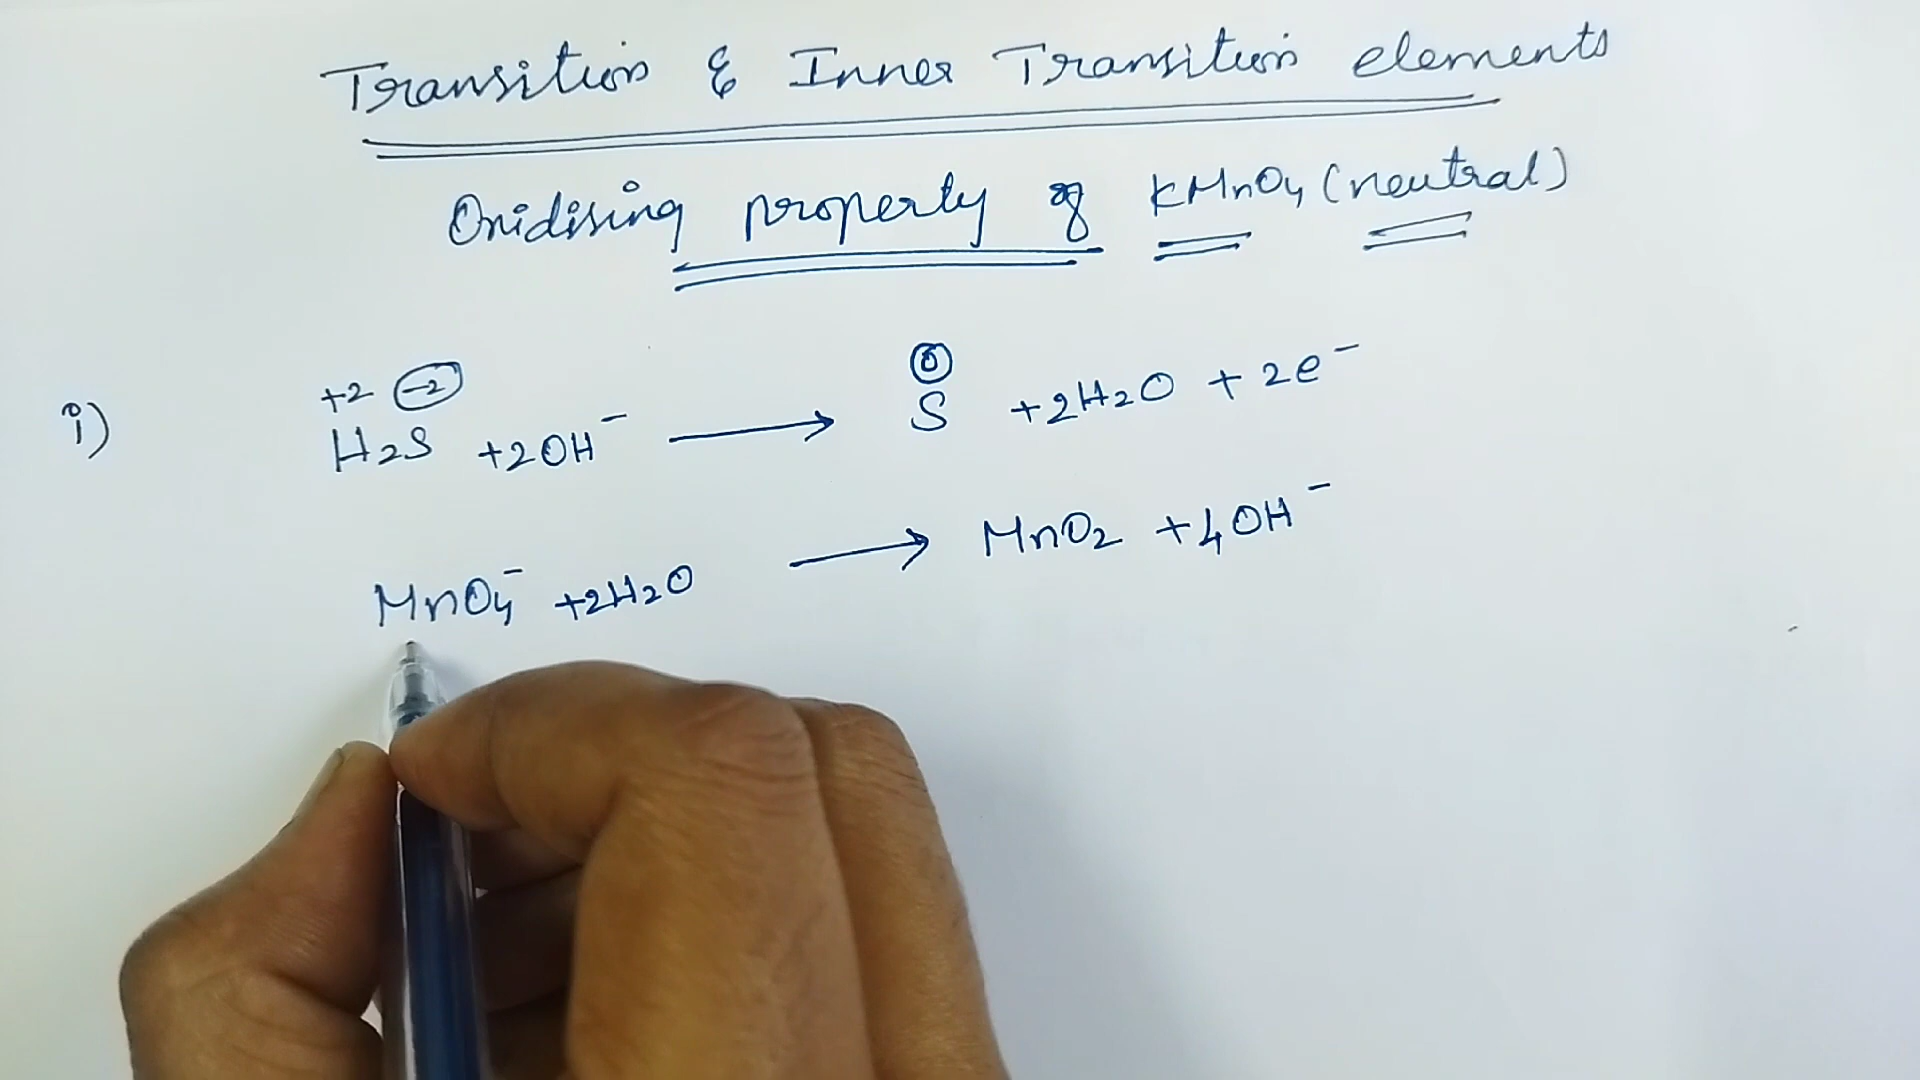 Transition & Inner Transition elements
Oxidising property of KMnO4 (neutral)
+2 -2 0
i) H2S +2OH⁻ ⟶ S +2H2O + 2e⁻
MnO4⁻ +2H2O ⟶ MnO2 +4OH⁻